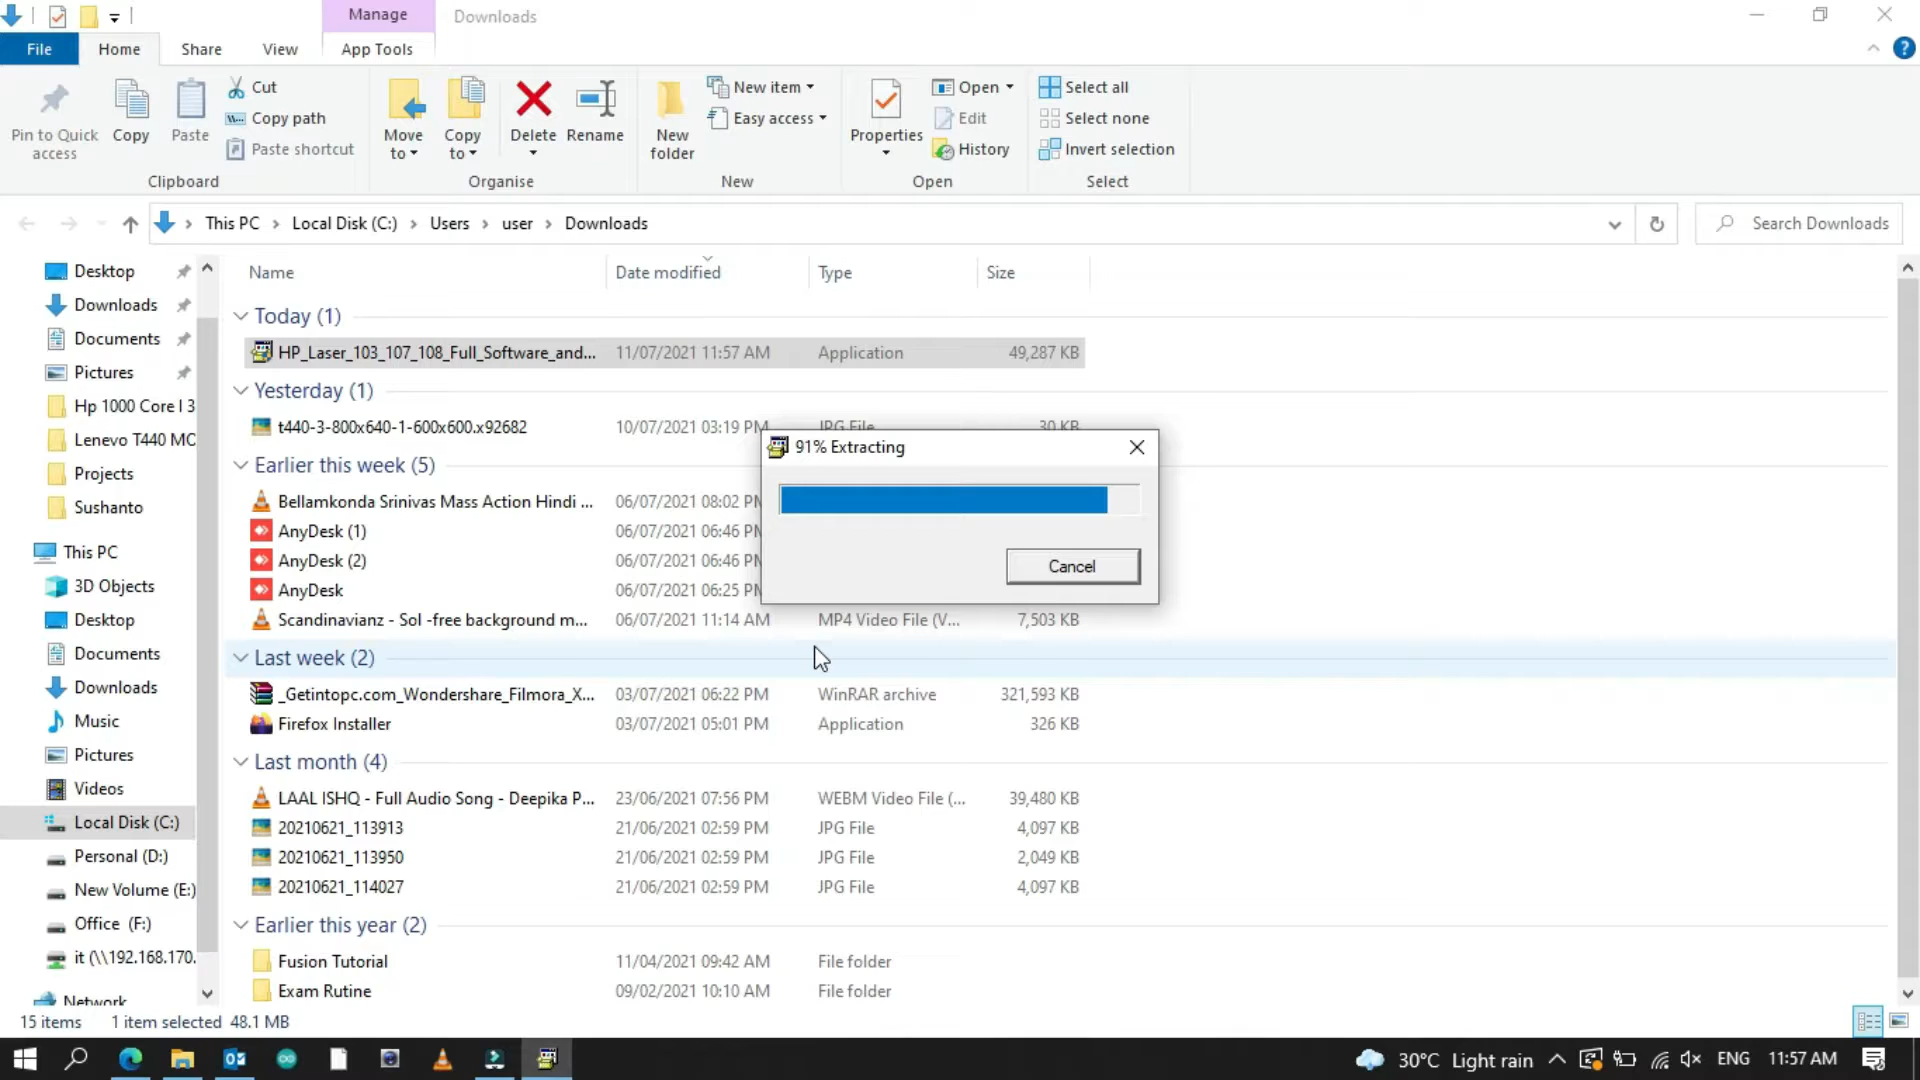 Manage
Downloads
File
Home
Share
View
App Tools
Pin to Quick
access
Copy
Paste
Cut
Copy path
Paste shortcut
Clipboard
Move
to
Copy
to
Delete
Rename
Organise
New
folder
New item
Easy access
New
Properties
Open
Edit
History
Open
Select all
Select none
Invert selection
Select
This PC
Local Disk (C:)
Users
user
Downloads
Search Downloads
Desktop
Downloads
Documents
Pictures
Hp 1000 Core I 3
Lenevo T440 MC
Projects
Sushanto
This PC
3D Objects
Desktop
Documents
Downloads
Music
Pictures
Videos
Local Disk (C:)
Personal (D:)
New Volume (E:)
Office (F:)
it (\\192.168.170.
Network
Name Date modified Type Size
Today (1)
HP_Laser_103_107_108_Full_Software_and... 11/07/2021 11:57 AM Application 49,287 KB
Yesterday (1)
t440-3-800x640-1-600x600.x92682 10/07/2021 03:19 PM JPG File 30 KB
Earlier this week (5)
Bellamkonda Srinivas Mass Action Hindi ... 06/07/2021 08:02 PM
AnyDesk (1) 06/07/2021 06:46 PM
AnyDesk (2) 06/07/2021 06:46 PM
AnyDesk 06/07/2021 06:25 PM
Scandinavianz - Sol -free background m... 06/07/2021 11:14 AM MP4 Video File (V... 7,503 KB
Last week (2)
_Getintopc.com_Wondershare_Filmora_X... 03/07/2021 06:22 PM WinRAR archive 321,593 KB
Firefox Installer 03/07/2021 05:01 PM Application 326 KB
Last month (4)
LAAL ISHQ - Full Audio Song - Deepika P... 23/06/2021 07:56 PM WEBM Video File (... 39,480 KB
20210621_113913 21/06/2021 02:59 PM JPG File 4,097 KB
20210621_113950 21/06/2021 02:59 PM JPG File 2,049 KB
20210621_114027 21/06/2021 02:59 PM JPG File 4,097 KB
Earlier this year (2)
Fusion Tutorial 11/04/2021 09:42 AM File folder
Exam Rutine 09/02/2021 10:10 AM File folder
91% Extracting
Cancel
15 items 1 item selected 48.1 MB
30°C Light rain ENG 11:57 AM